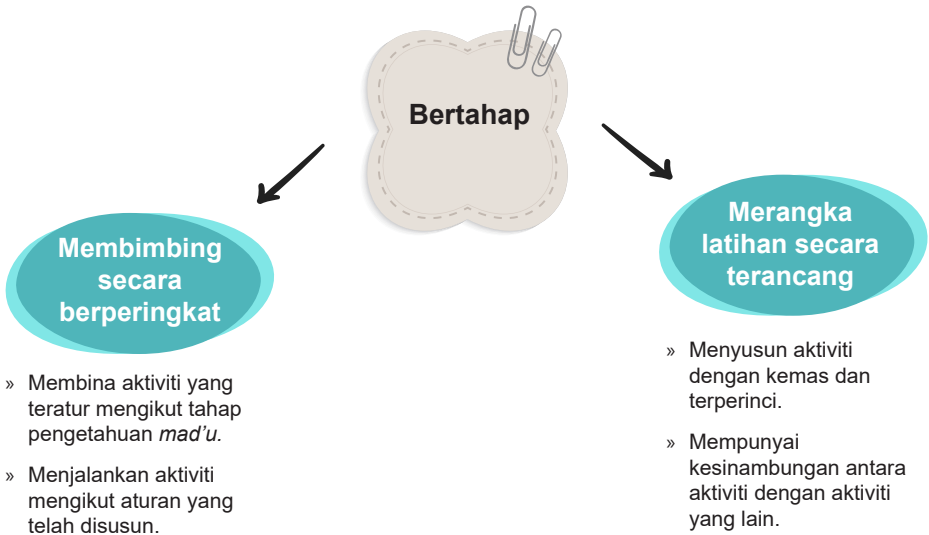 Bertahap
Membimbing
secara
berperingkat
» Membina aktiviti yang
teratur mengikut tahap
pengetahuan mad'u.
» Menjalankan aktiviti
mengikut aturan yang
telah disusun.
Merangka
latihan secara
terancang
» Menyusun aktiviti
dengan kemas dan
terperinci.
» Mempunyai
kesinambungan antara
aktiviti dengan aktiviti
yang lain.